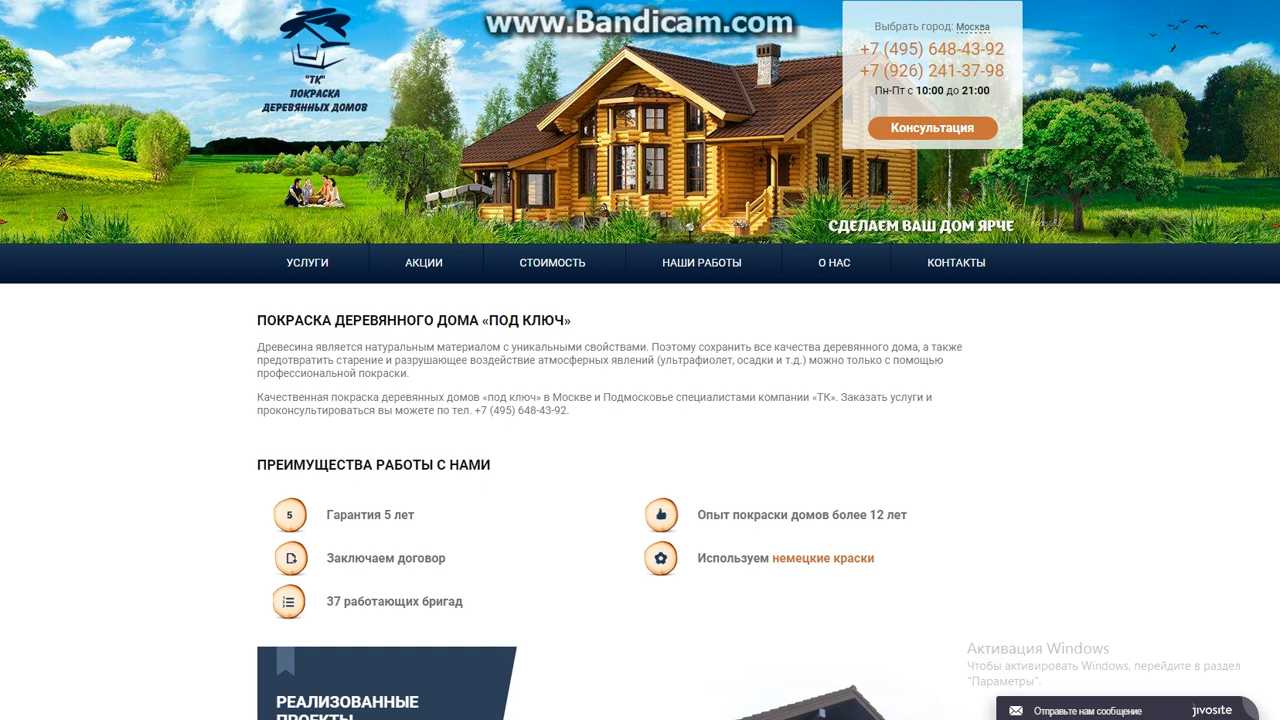 www.Bandicam.com
"ТК"
ПОКРАСКА
ДЕРЕВЯННЫХ ДОМОВ
Выбрать город: Москва
+7 (495) 648-43-92
+7 (926) 241-37-98
Пн-Пт с 10:00 до 21:00
Консультация
СДЕЛАЕМ ВАШ ДОМ ЯРЧЕ
УСЛУГИ АКЦИИ СТОИМОСТЬ НАШИ РАБОТЫ О НАС КОНТАКТЫ
ПОКРАСКА ДЕРЕВЯННОГО ДОМА «ПОД КЛЮЧ»
Древесина является натуральным материалом с уникальными свойствами. Поэтому сохранить все качества деревянного дома, а также
предотвратить старение и разрушающее воздействие атмосферных явлений (ультрафиолет, осадки и т.д.) можно только с помощью
профессиональной покраски.
Качественная покраска деревянных домов «под ключ» в Москве и Подмосковье специалистами компании «ТК». Заказать услуги и
проконсультироваться вы можете по тел. +7 (495) 648-43-92.
ПРЕИМУЩЕСТВА РАБОТЫ С НАМИ
5 Гарантия 5 лет
Опыт покраски домов более 12 лет
Заключаем договор
Используем немецкие краски
37 работающих бригад
РЕАЛИЗОВАННЫЕ
ПРОЕКТЫ
Активация Windows
Чтобы активировать Windows, перейдите в раздел
"Параметры".
Отправьте нам сообщение jivosite